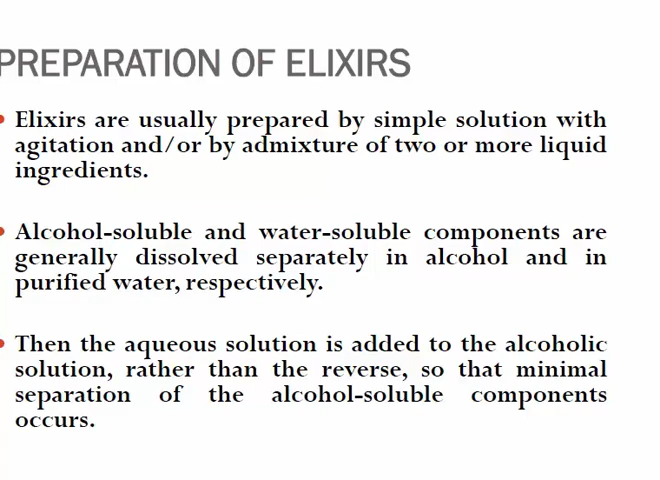 PREPARATION OF ELIXIRS
Elixirs are usually prepared by simple solution with
agitation and/or by admixture of two or more liquid
ingredients.
Alcohol-soluble and water-soluble components are
generally dissolved separately in alcohol and in
purified water, respectively.
Then the aqueous solution is added to the alcoholic
solution, rather than the reverse, so that minimal
separation of the alcohol-soluble components
occurs.